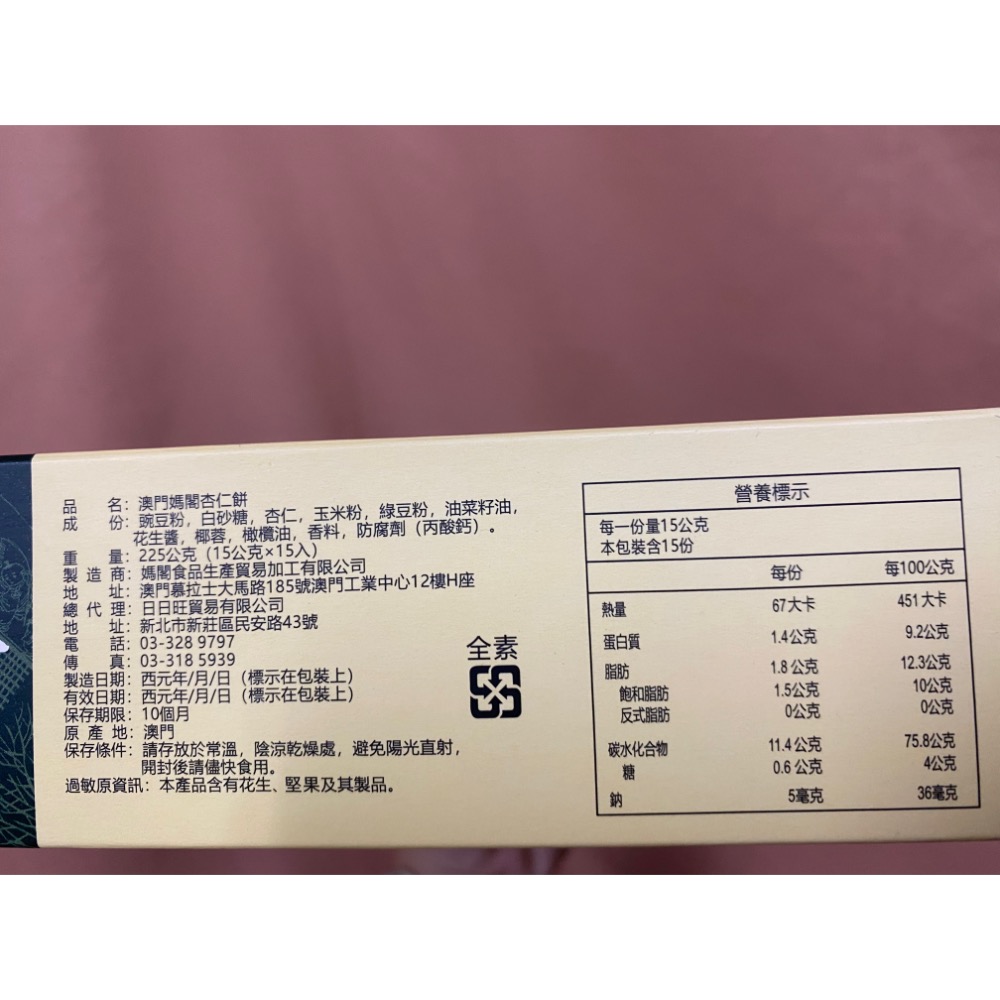 品名：澳門媽閣杏仁餅
成份：豌豆粉，白砂糖，杏仁，玉米粉，綠豆粉，油菜籽油，
花生醬，椰蓉，橄欖油，香料，防腐劑（丙酸鈣）。
重量：225公克（15公克×15入）
製造商：媽閣食品生產貿易加工有限公司
地址：澳門慕拉士大馬路185號澳門工業中心12樓H座
總代理：日日旺貿易有限公司
地址：新北市新莊區民安路43號
電話：03-328 9797
傳真：03-318 5939
製造日期：西元年/月/日（標示在包裝上）
有效日期：西元年/月/日（標示在包裝上）
保存期限：10個月
原產地：澳門
保存條件：請存放於常溫，陰涼乾燥處，避免陽光直射，
開封後請儘快食用。
過敏原資訊：本產品含有花生、堅果及其製品。
全素
營養標示
每一份量15公克
本包裝含15份
每份 每100公克
熱量 67大卡 451大卡
蛋白質 1.4公克 9.2公克
脂肪 1.8公克 12.3公克
飽和脂肪 1.5公克 10公克
反式脂肪 0公克 0公克
碳水化合物 11.4公克 75.8公克
糖 0.6公克 4公克
鈉 5毫克 36毫克